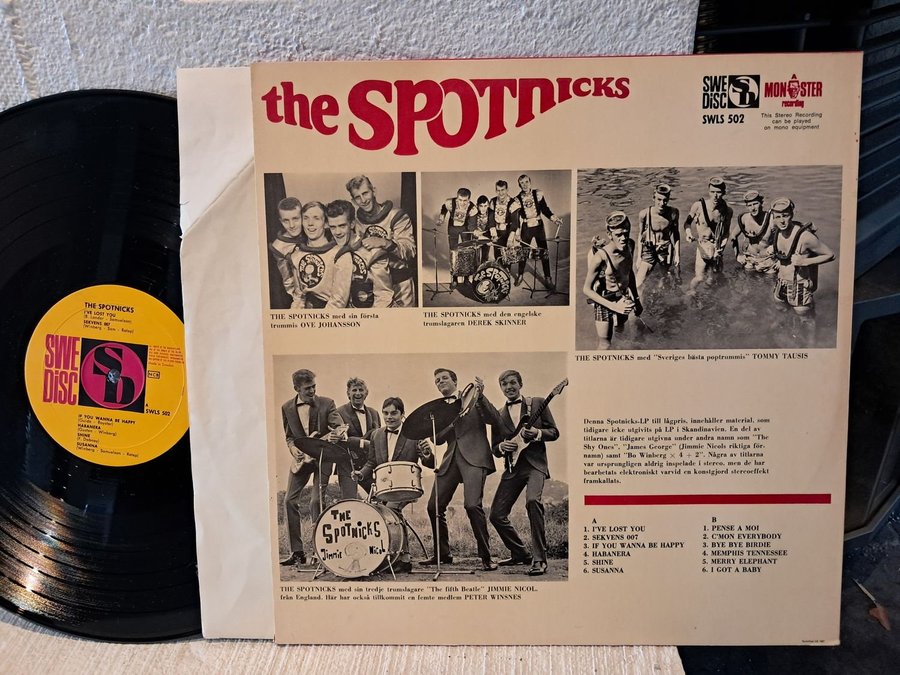 the SPOTNICKS
SWE
DISC
SD
A
MONSTER
recording
SWLS 502
This Stereo Recording
can be played
on mono equipment
THE SPOTNICKS med sin första
trummis OVE JOHANSSON
THE SPOTNICKS med den engelske
trumslagaren DEREK SKINNER
THE SPOTNICKS med "Sveriges bästa poptrummis" TOMMY TAUSIS
THE
SPOTNICKS
Jimmie Nicol
THE SPOTNICKS med sin tredje trumslagare "The fifth Beatle" JIMMIE NICOL.
från England. Här har också tillkommit en femte medlem PETER WINSNES
Denna Spotnicks-LP till lågpris, innehåller material, som
tidigare icke utgivits på LP i Skandinavien. En del av
titlarna är tidigare utgivna under andra namn som "The
Shy Ones", "James George" (Jimmie Nicols riktiga för-
namn) samt "Bo Winberg × 4 + 2". Några av titlarna
var ursprungligen aldrig inspelade i stereo, men de har
bearbetats elektroniskt varvid en konstgjord stereoeffekt
framkallats.
A
1. I'VE LOST YOU
2. SEKVENS 007
3. IF YOU WANNA BE HAPPY
4. HABANERA
5. SHINE
6. SUSANNA
B
1. PENSE A MOI
2. C'MON EVERYBODY
3. BYE BYE BIRDIE
4. MEMPHIS TENNESSEE
5. MERRY ELEPHANT
6. I GOT A BABY
THE SPOTNICKS
I'VE LOST YOU
SEKVENS 007
SWE
DISC
SD
NCB
A
SWLS 502
IF YOU WANNA BE HAPPY
HABANERA
SHINE
SUSANNA